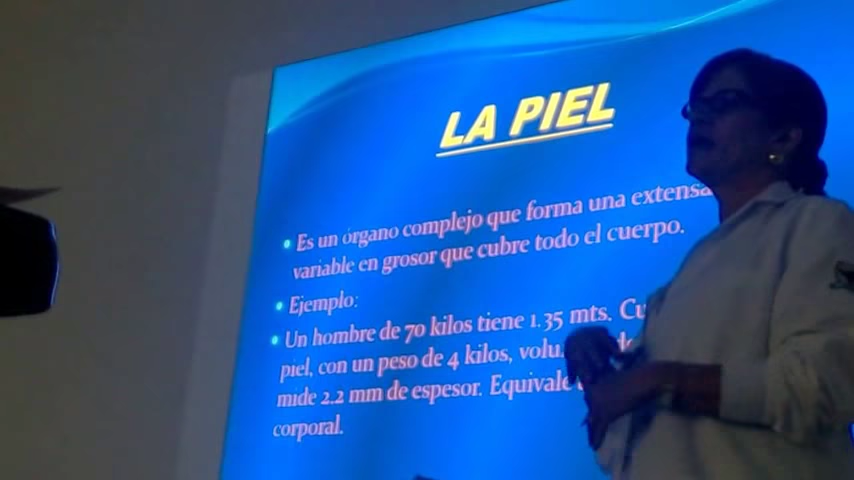 LA PIEL
Es un órgano complejo que forma una extensa
variable en grosor que cubre todo el cuerpo.
Ejemplo:
Un hombre de 70 kilos tiene 1.35 mts.
piel, con un peso de 4 kilos,
mide 2.2 mm de espesor.
corporal.